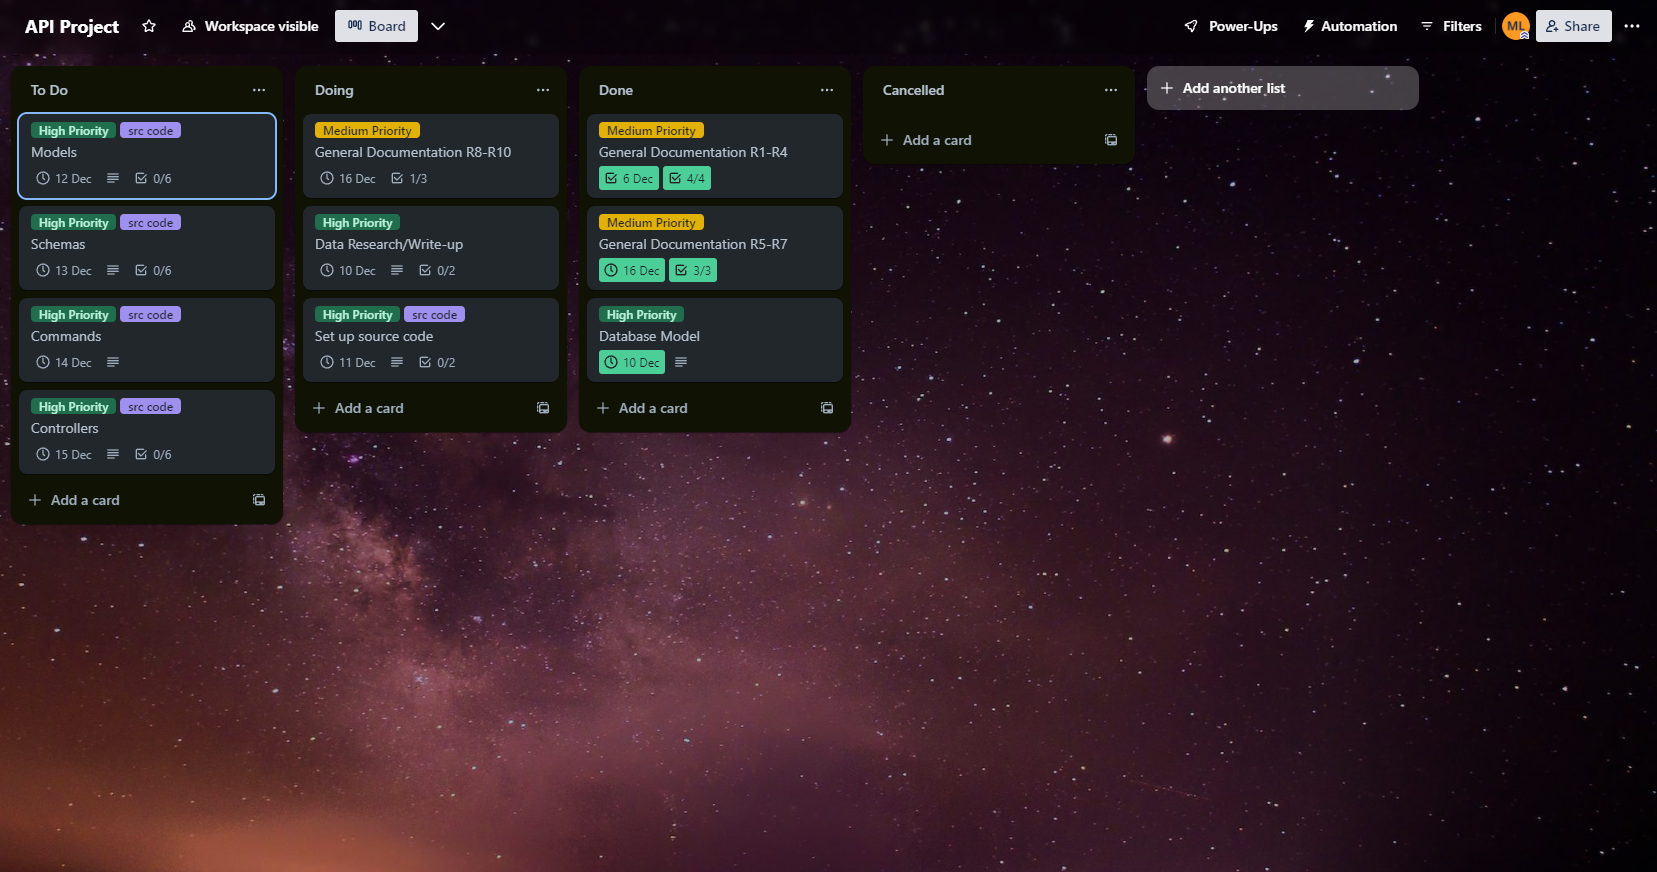 API Project
Workspace visible
Board
Power-Ups
Automation
Filters
ML
Share
To Do
High Priority src code
Models
12 Dec 0/6
High Priority src code
Schemas
13 Dec 0/6
High Priority src code
Commands
14 Dec
High Priority src code
Controllers
15 Dec 0/6
Add a card
Doing
Medium Priority
General Documentation R8-R10
16 Dec 1/3
High Priority
Data Research/Write-up
10 Dec 0/2
High Priority src code
Set up source code
11 Dec 0/2
Add a card
Done
Medium Priority
General Documentation R1-R4
6 Dec 4/4
Medium Priority
General Documentation R5-R7
16 Dec 3/3
High Priority
Database Model
10 Dec
Add a card
Cancelled
Add a card
Add another list